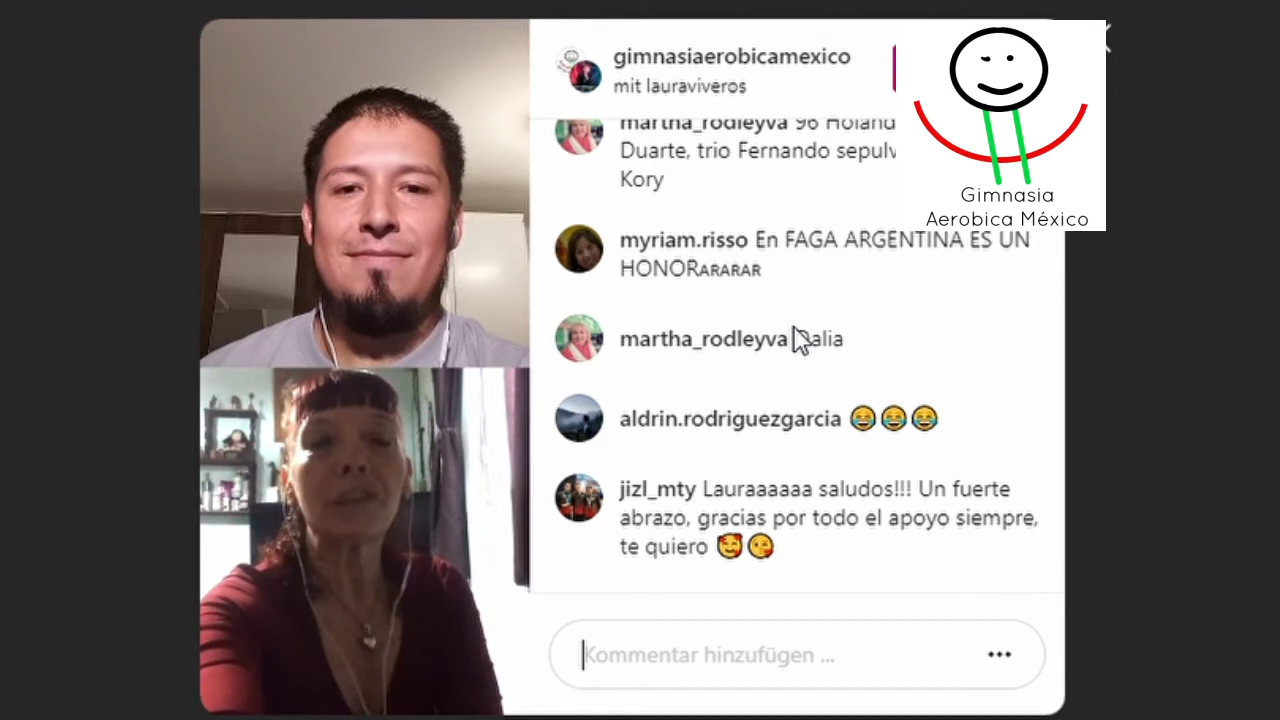 gimnasiaerobicamexico
mit lauraviveros
martha_rodleyva 96 Holand
Duarte, trio Fernando sepulv
Kory
myriam.risso En FAGA ARGENTINA ES UN
HONORARARAR
martha_rodleyva
aldrin.rodriguezgarcia 😂😂😂
jizl_mty Lauraaaaaa saludos!!! Un fuerte
abrazo, gracias por todo el apoyo siempre,
te quiero 🥰😘
Kommentar hinzufügen ...
Gimnasia
Aerobica México